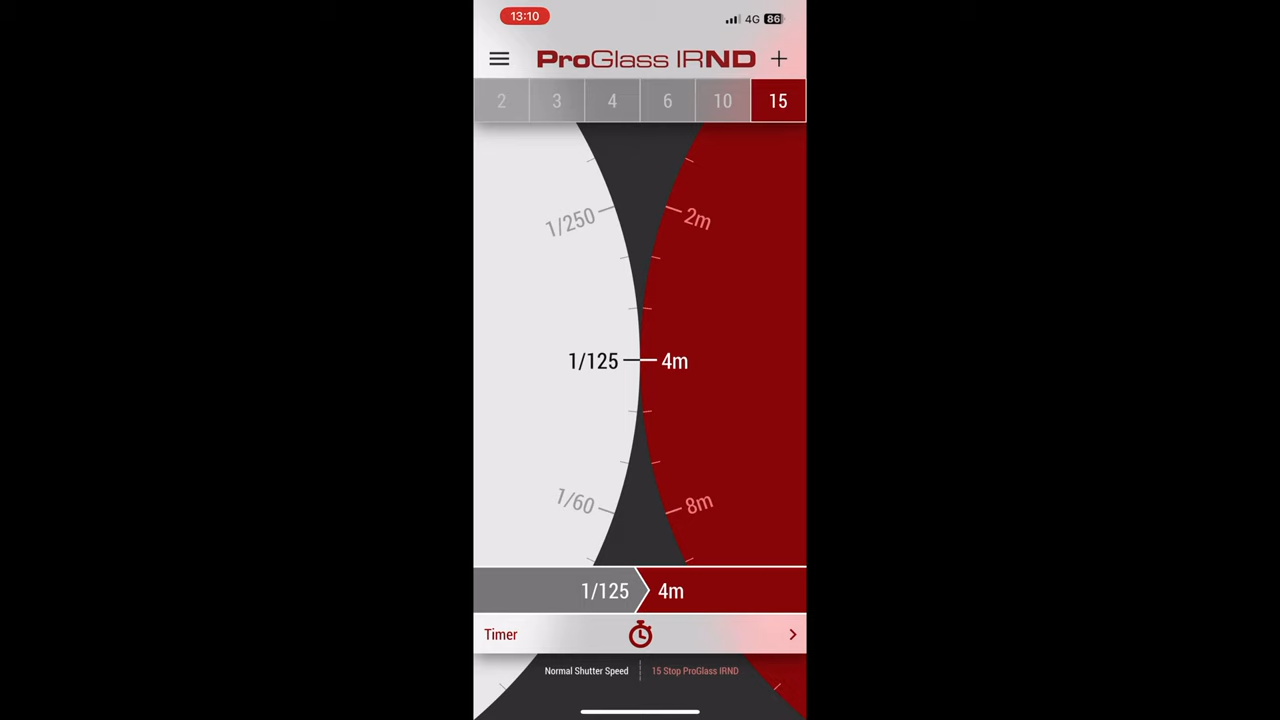 13:10 4G 86
ProGlass IRND
2 3 4 6 10 15
1/250 2m
1/125 4m
1/60 8m
1/125 4m
Timer
Normal Shutter Speed 15 Stop ProGlass IRND